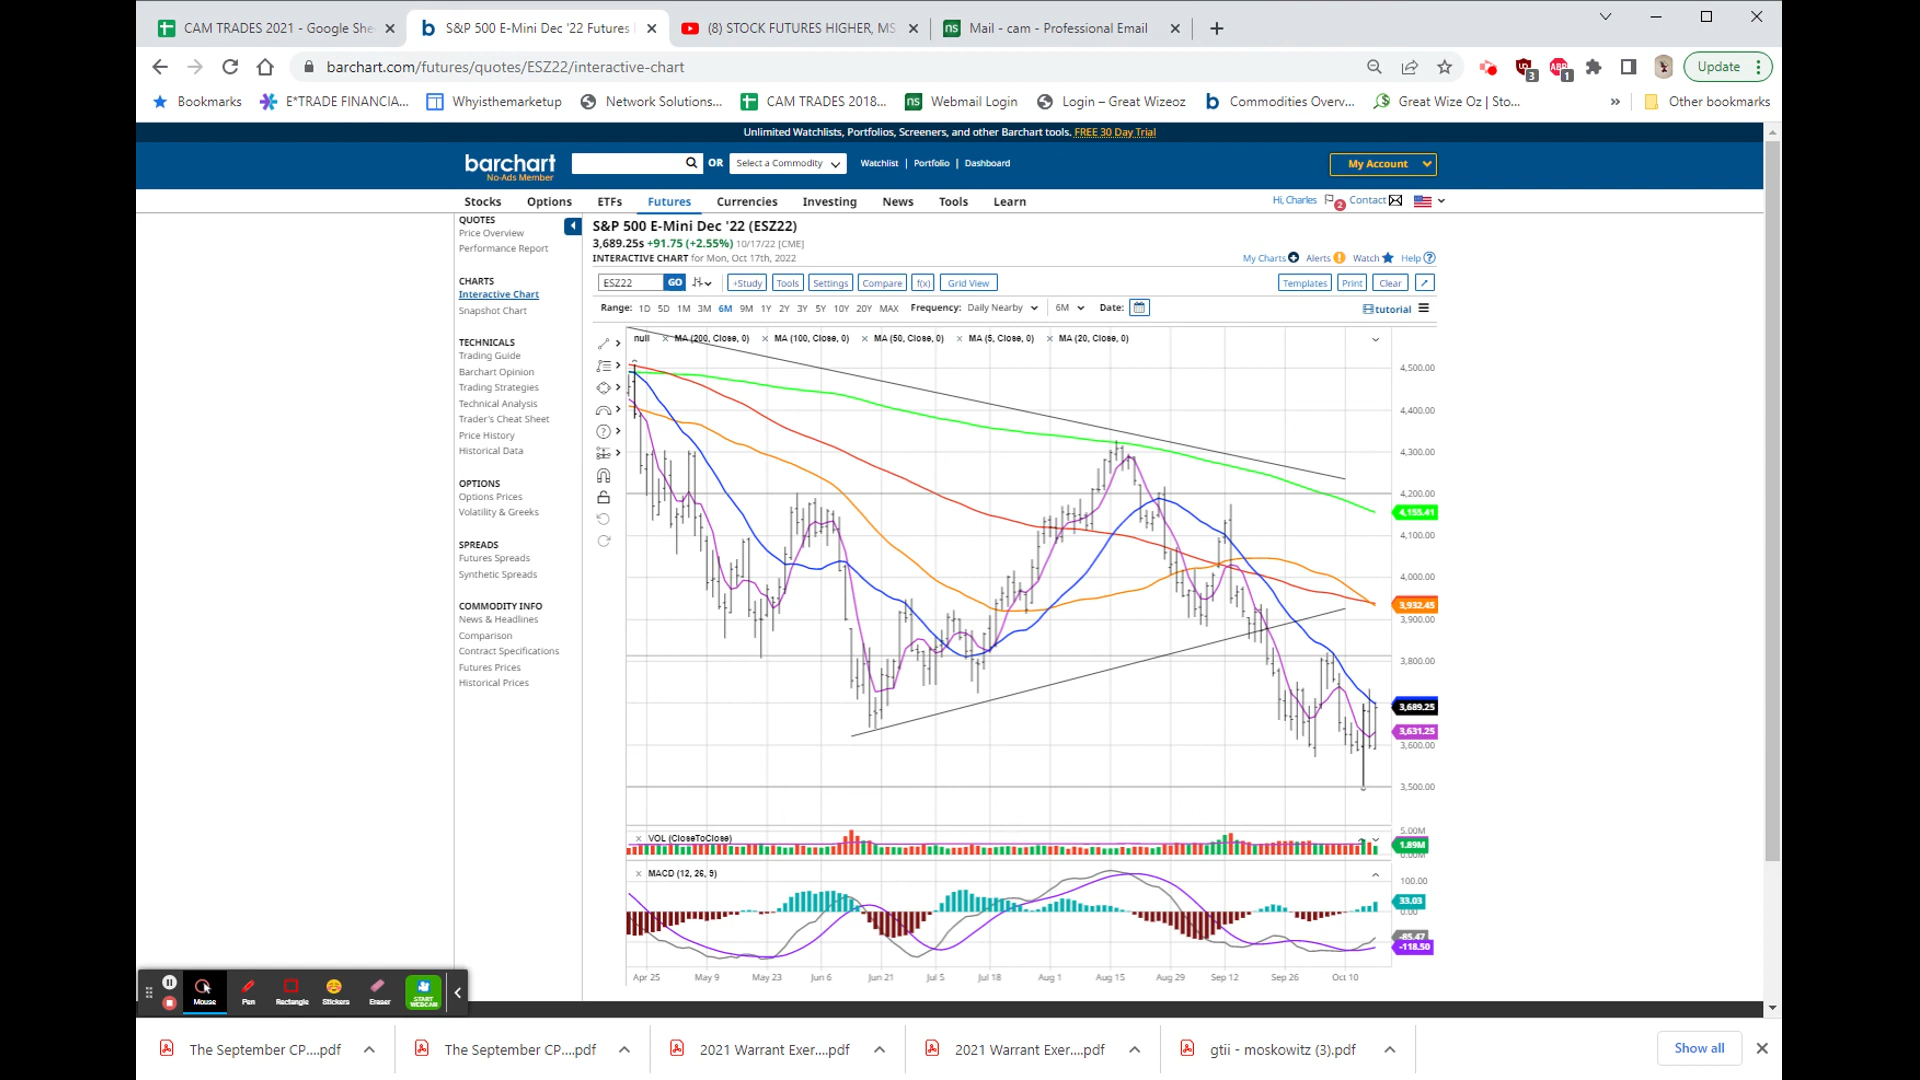 CAM TRADES 2021 - Google She
S&P 500 E-Mini Dec '22 Futures
(8) STOCK FUTURES HIGHER, MS
Mail - cam - Professional Email
barchart.com/futures/quotes/ESZ22/interactive-chart
3
1
Update
Bookmarks
E*TRADE FINANCIA...
Whyisthemarketup
Network Solutions...
CAM TRADES 2018...
Webmail Login
Login – Great Wizeoz
Commodities Overv...
Great Wize Oz | Sto...
Other bookmarks
Unlimited Watchlists, Portfolios, Screeners, and other Barchart tools. FREE 30 Day Trial
barchart
No-Ads Member
OR
Select a Commodity
Watchlist | Portfolio | Dashboard
My Account
Stocks Options ETFs Futures Currencies Investing News Tools Learn
Hi, Charles 2 Contact
QUOTES
Price Overview
Performance Report
CHARTS
Interactive Chart
Snapshot Chart
TECHNICALS
Trading Guide
Barchart Opinion
Trading Strategies
Technical Analysis
Trader's Cheat Sheet
Price History
Historical Data
OPTIONS
Options Prices
Volatility & Greeks
SPREADS
Futures Spreads
Synthetic Spreads
COMMODITY INFO
News & Headlines
Comparison
Contract Specifications
Futures Prices
Historical Prices
S&P 500 E-Mini Dec '22 (ESZ22)
3,689.25s +91.75 (+2.55%) 10/17/22 [CME]
INTERACTIVE CHART for Mon, Oct 17th, 2022
My Charts Alerts Watch Help
ESZ22 GO +Study Tools Settings Compare f(x) Grid View Templates Print Clear
Range: 1D 5D 1M 3M 6M 9M 1Y 2Y 3Y 5Y 10Y 20Y MAX Frequency: Daily Nearby 6M Date: tutorial
null × MA (200, Close, 0) × MA (100, Close, 0) × MA (50, Close, 0) × MA (5, Close, 0) × MA (20, Close, 0)
4,500.00
4,400.00
4,300.00
4,200.00
4,155.41
4,100.00
4,000.00
3,932.45
3,900.00
3,800.00
3,689.25
3,631.25
3,600.00
3,500.00
× VOL (CloseToClose)
5.00M
1.89M
0.00M
× MACD (12, 26, 9)
100.00
33.03
0.00
-85.47
-118.50
Apr 25 May 9 May 23 Jun 6 Jun 21 Jul 5 Jul 18 Aug 1 Aug 15 Aug 29 Sep 12 Sep 26 Oct 10
Mouse Pen Rectangle Stickers Eraser START WEBCAM
The September CP....pdf
The September CP....pdf
2021 Warrant Exer....pdf
2021 Warrant Exer....pdf
gtii - moskowitz (3).pdf
Show all